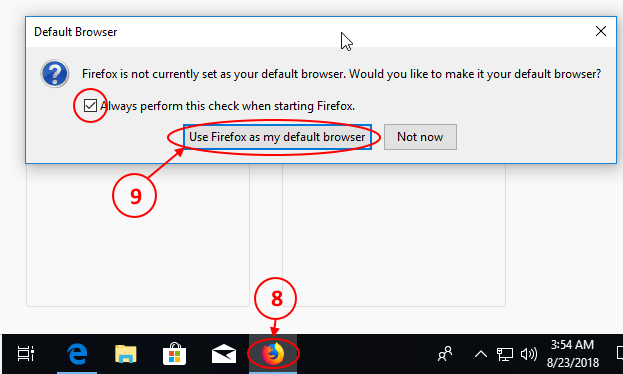 Default Browser
Firefox is not currently set as your default browser. Would you like to make it your default browser?
Always perform this check when starting Firefox.
Use Firefox as my default browser Not now
9
8
3:54 AM
8/23/2018